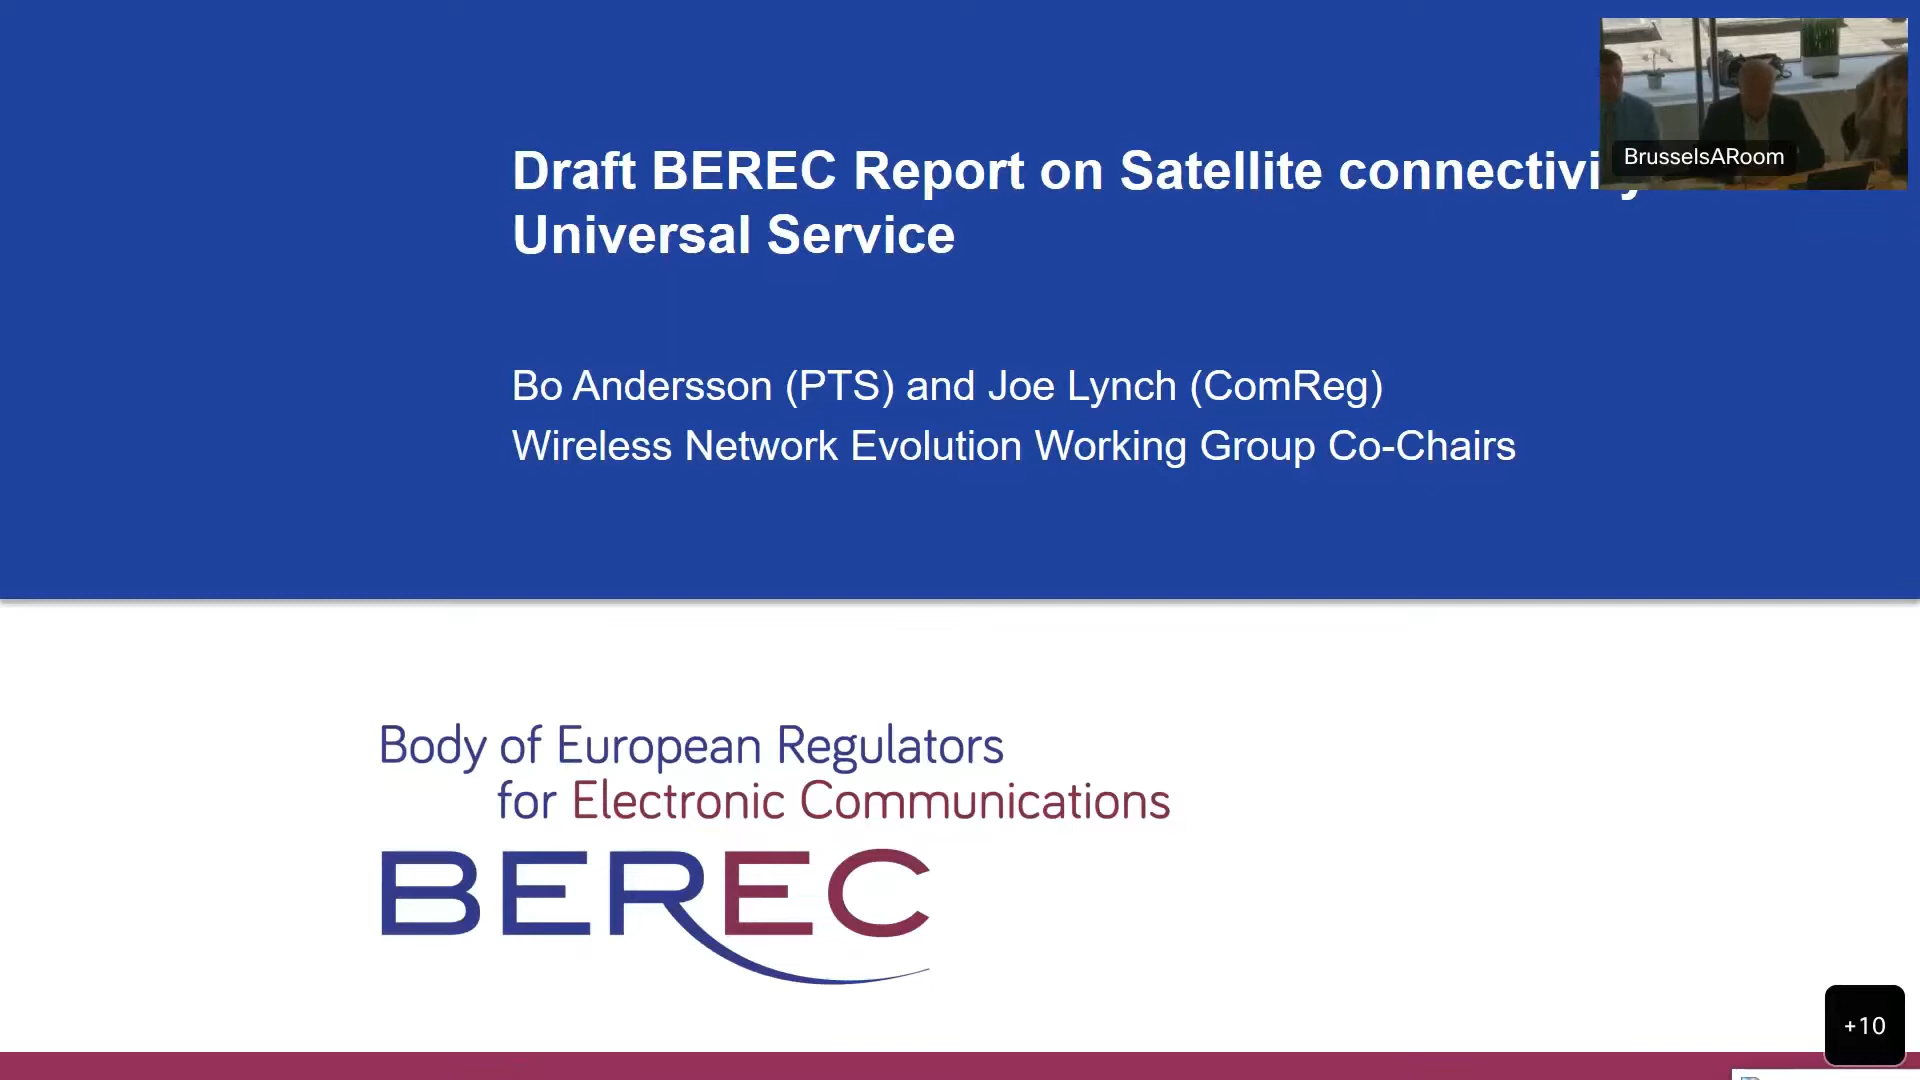 Draft BEREC Report on Satellite
Universal Service
Bo Andersson (PTS) and Joe Lynch (ComReg)
Wireless Network Evolution Working Group Co-Chairs
BrusselsARoom
Body of European Regulators
for Electronic Communications
BEREC
+10